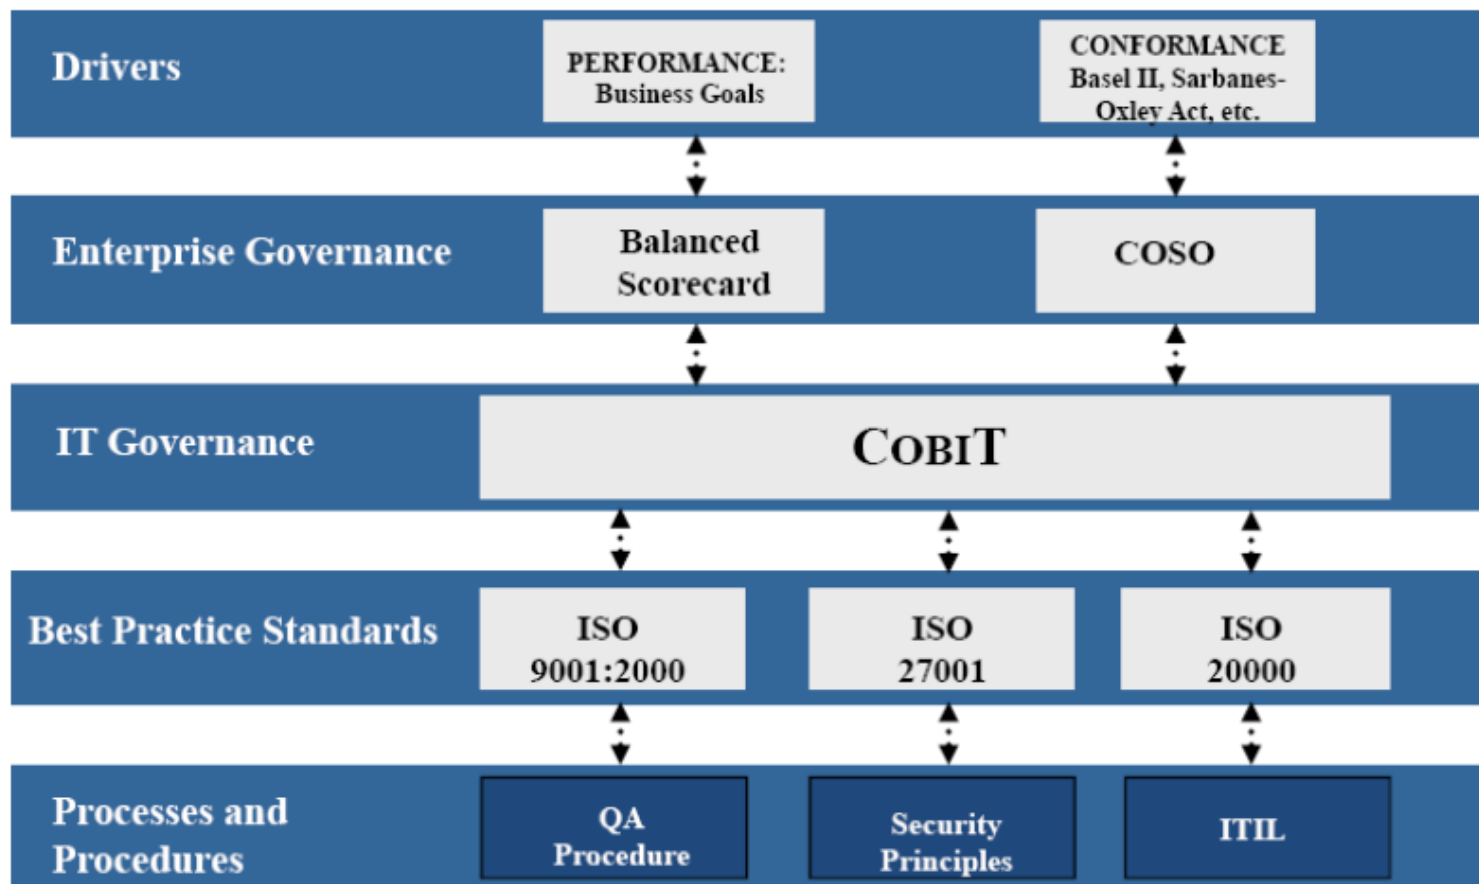 Drivers
PERFORMANCE:
Business Goals
CONFORMANCE
Basel II, Sarbanes-
Oxley Act, etc.
Enterprise Governance
Balanced
Scorecard
COSO
IT Governance
COBIT
Best Practice Standards
ISO
9001:2000
ISO
27001
ISO
20000
Processes and
Procedures
QA
Procedure
Security
Principles
ITIL